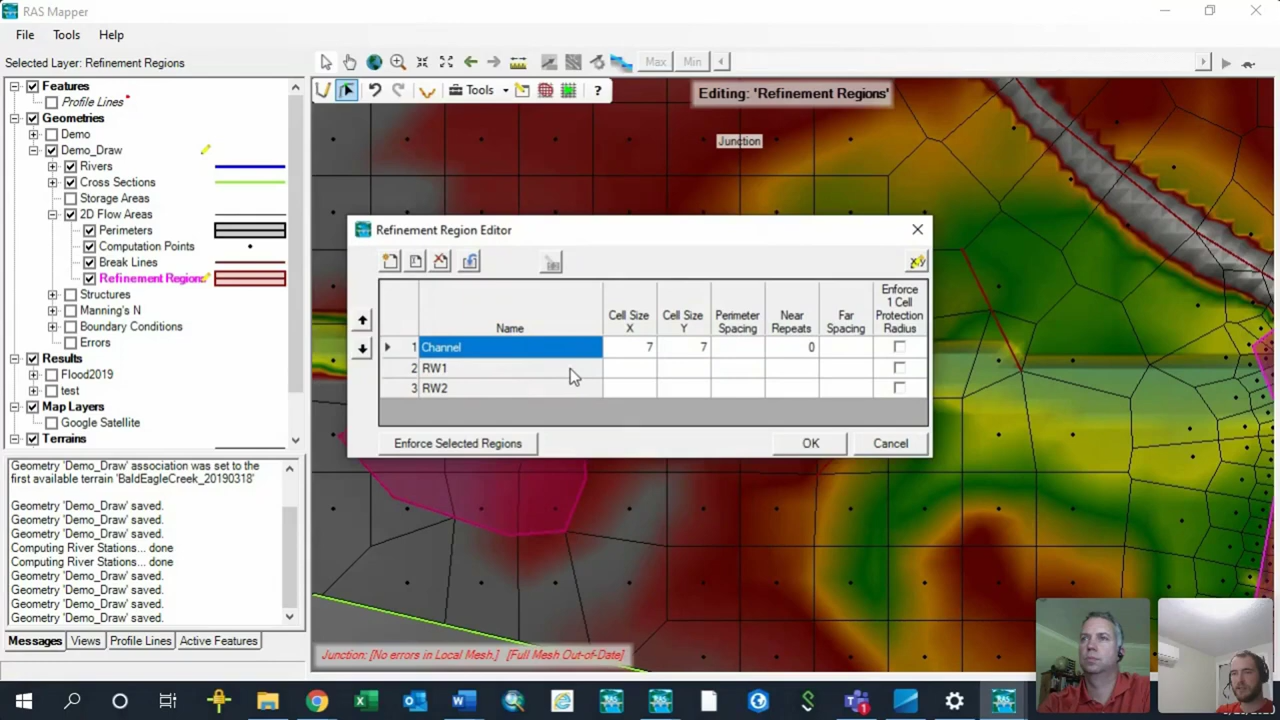 RAS Mapper
File Tools Help
Selected Layer: Refinement Regions
Max Min
Features
Profile Lines
Geometries
Demo
Demo_Draw
Rivers
Cross Sections
Storage Areas
2D Flow Areas
Perimeters
Computation Points
Break Lines
Refinement Regions
Structures
Manning's N
Boundary Conditions
Errors
Results
Flood2019
test
Map Layers
Google Satellite
Terrains
Geometry 'Demo_Draw' association was set to the
first available terrain 'BaldEagleCreek_20190318'
Geometry 'Demo_Draw' saved.
Geometry 'Demo_Draw' saved.
Geometry 'Demo_Draw' saved.
Computing River Stations... done
Computing River Stations... done
Geometry 'Demo_Draw' saved.
Geometry 'Demo_Draw' saved.
Geometry 'Demo_Draw' saved.
Geometry 'Demo_Draw' saved.
Messages Views Profile Lines Active Features
Tools ?
Editing: 'Refinement Regions'
Junction
Refinement Region Editor
Name
Cell Size
X
Cell Size
Y
Perimeter
Spacing
Near
Repeats
Far
Spacing
Enforce
1 Cell
Protection
Radius
1 Channel 7 7 0
2 RW1
3 RW2
Enforce Selected Regions OK Cancel
Junction: [No errors in Local Mesh.] [Full Mesh Out-of-Date]